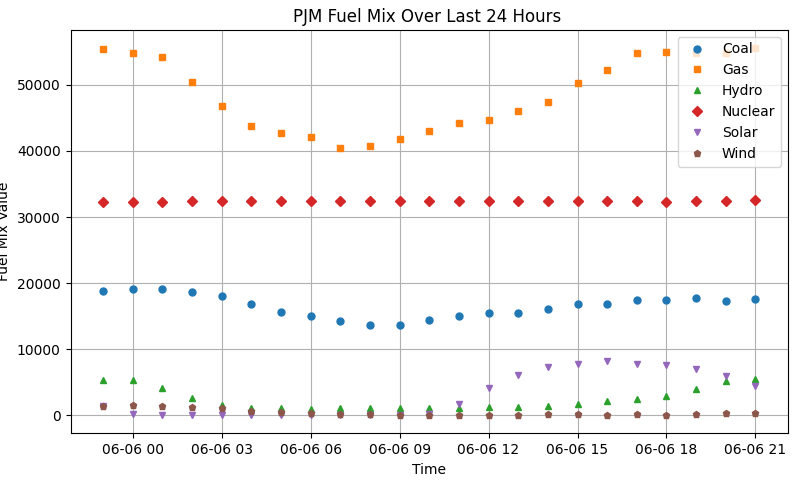 PJM Fuel Mix Over Last 24 Hours
Coal
Gas
Hydro
Nuclear
Solar
Wind
50000
40000
30000
20000
10000
0
Fuel Mix Value
06-06 00 06-06 03 06-06 06 06-06 09 06-06 12 06-06 15 06-06 18 06-06 21
Time